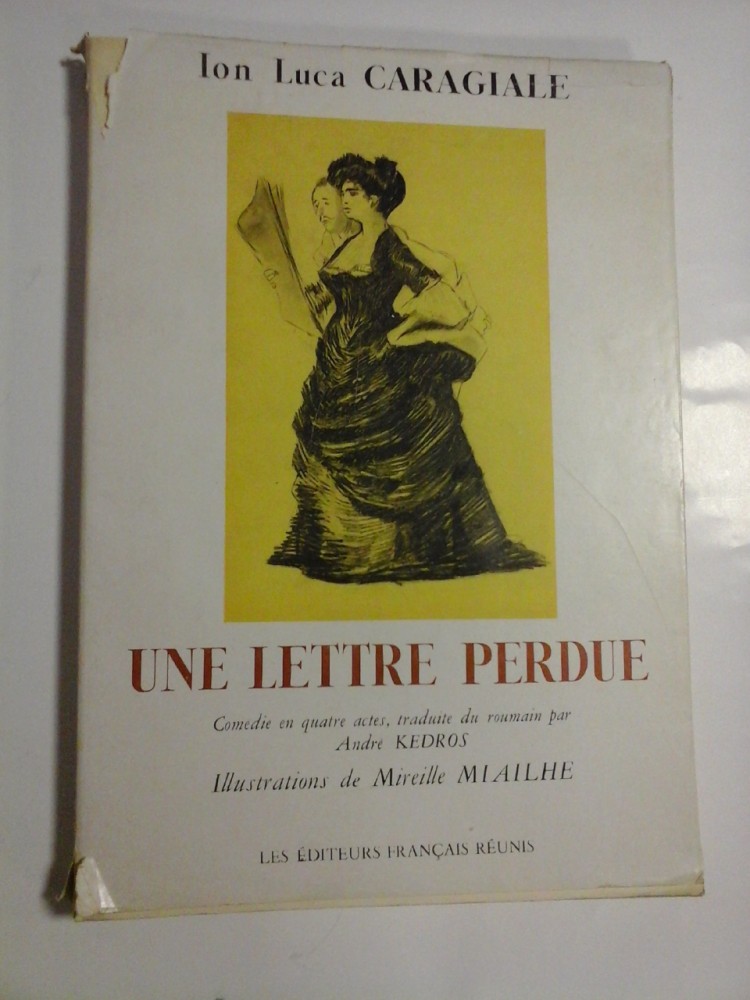 Ion Luca CARAGIALE
UNE LETTRE PERDUE
Comedie en quatre actes, traduite du roumain par
André KEDROS
Illustrations de Mireille MIAILHE
LES ÉDITEURS FRANÇAIS RÉUNIS